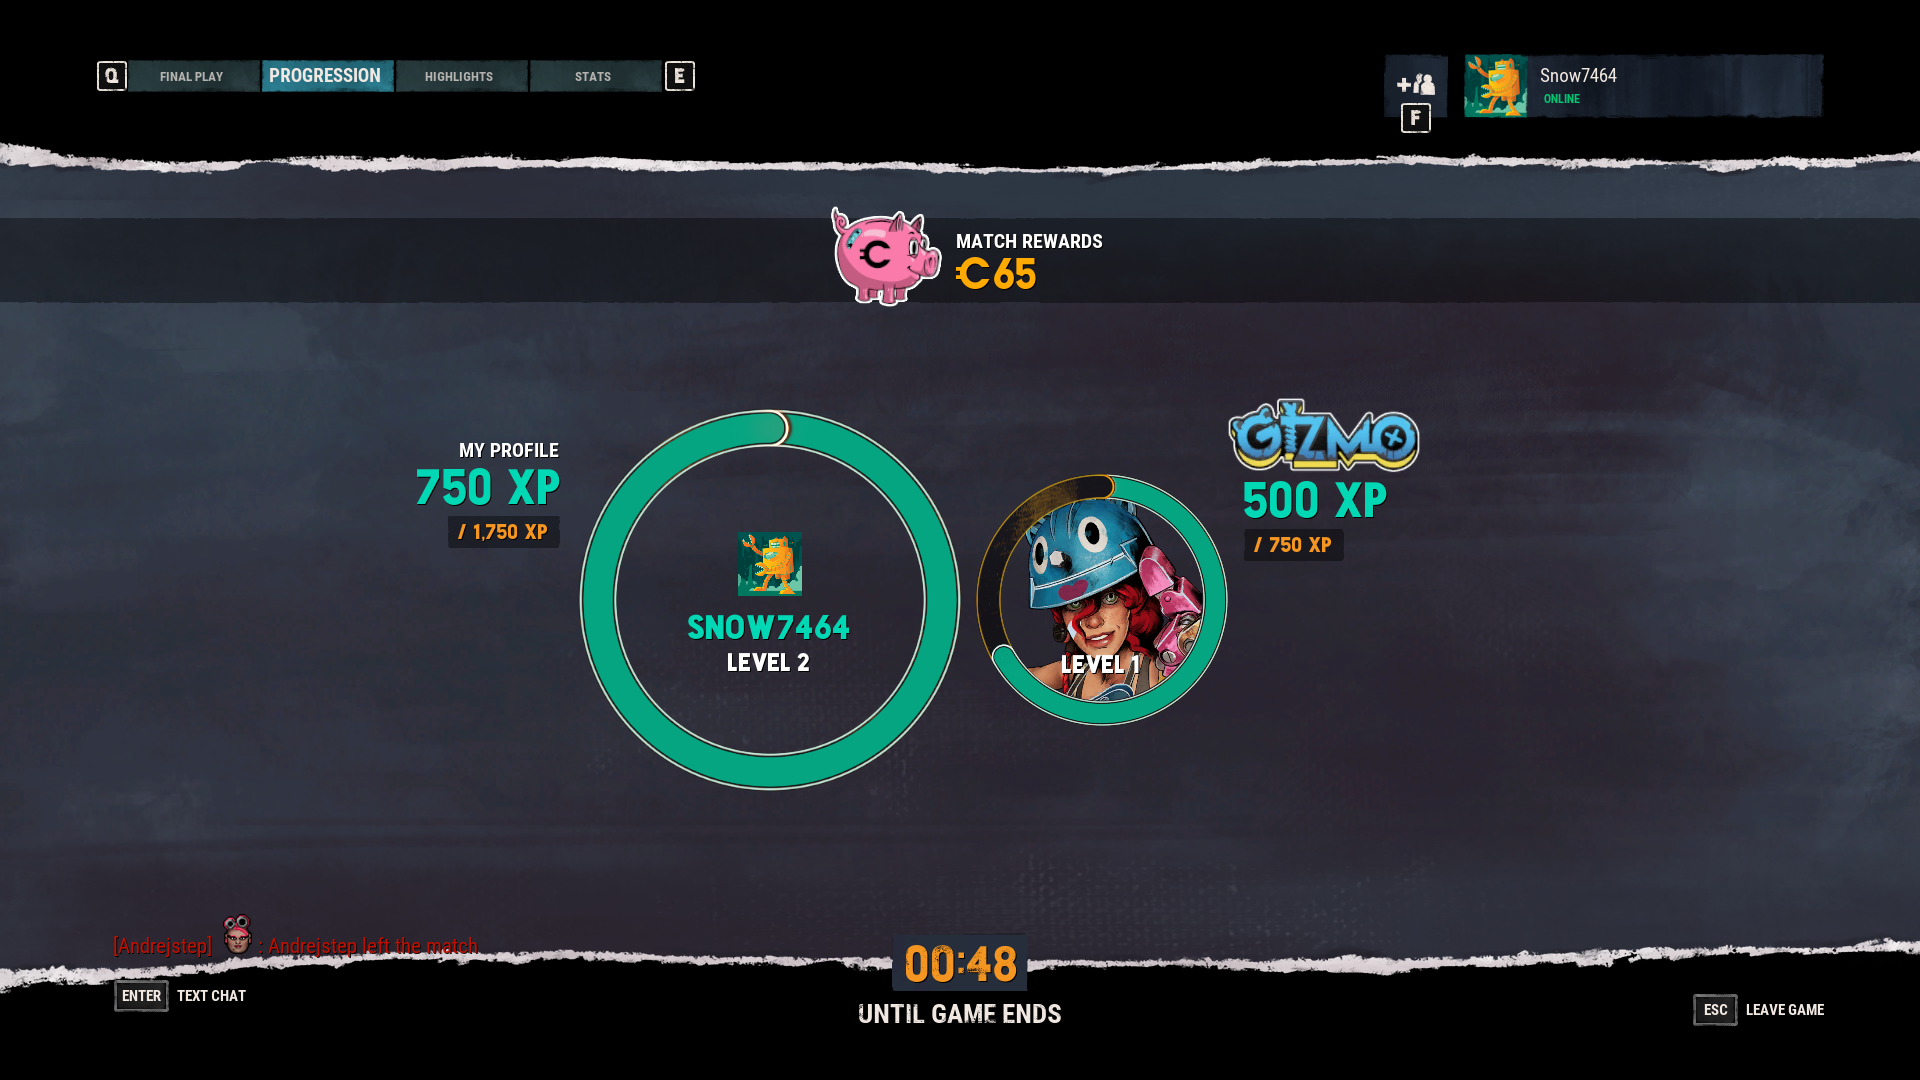 Q FINAL PLAY PROGRESSION HIGHLIGHTS STATS E
Snow7464
ONLINE
F
MATCH REWARDS
65
GIZMO
MY PROFILE
750 XP
/ 1,750 XP
500 XP
/ 750 XP
SNOW7464
LEVEL 2
LEVEL 1
[Andrejstep] : Andrejstep left the match
00:48
ENTER TEXT CHAT
UNTIL GAME ENDS
ESC LEAVE GAME